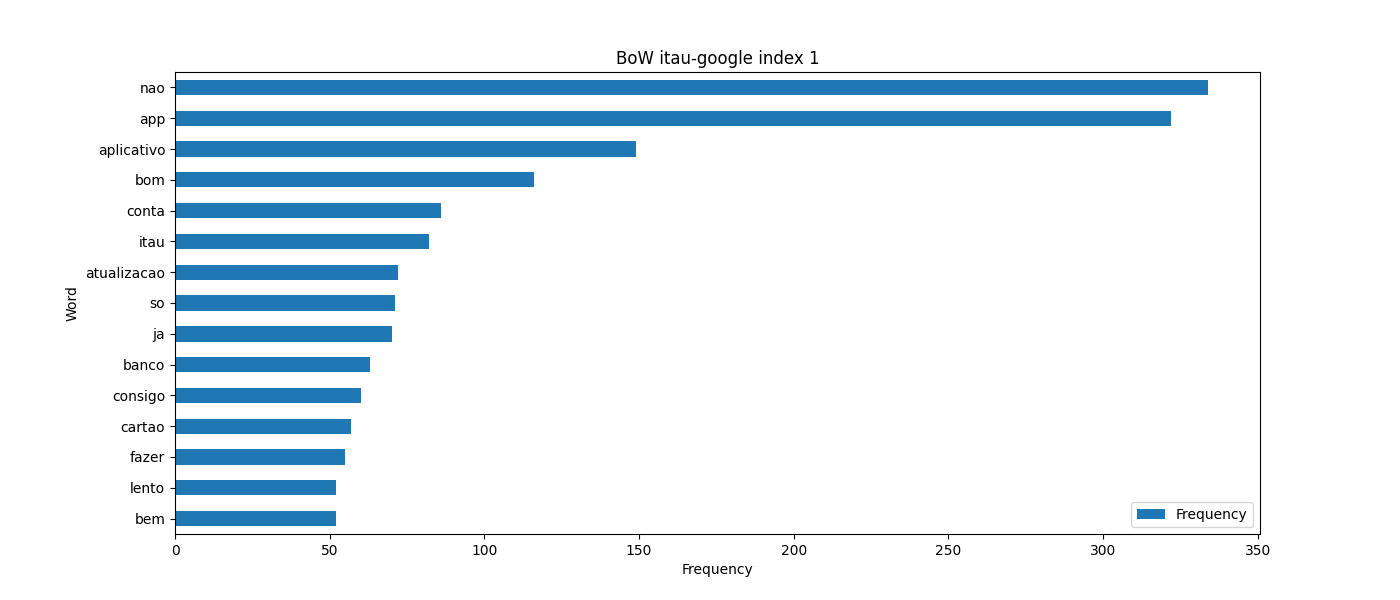 BoW itau-google index 1
Word
nao
app
aplicativo
bom
conta
itau
atualizacao
so
ja
banco
consigo
cartao
fazer
lento
bem
Frequency
0 50 100 150 200 250 300 350
Frequency